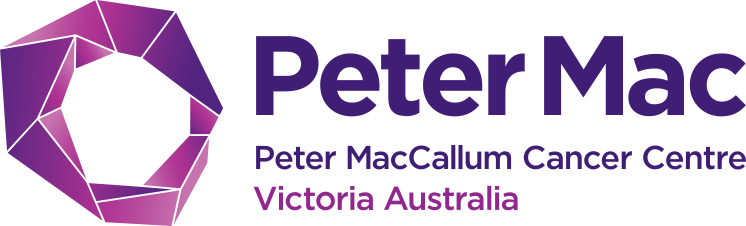 Peter Mac
Peter MacCallum Cancer Centre
Victoria Australia